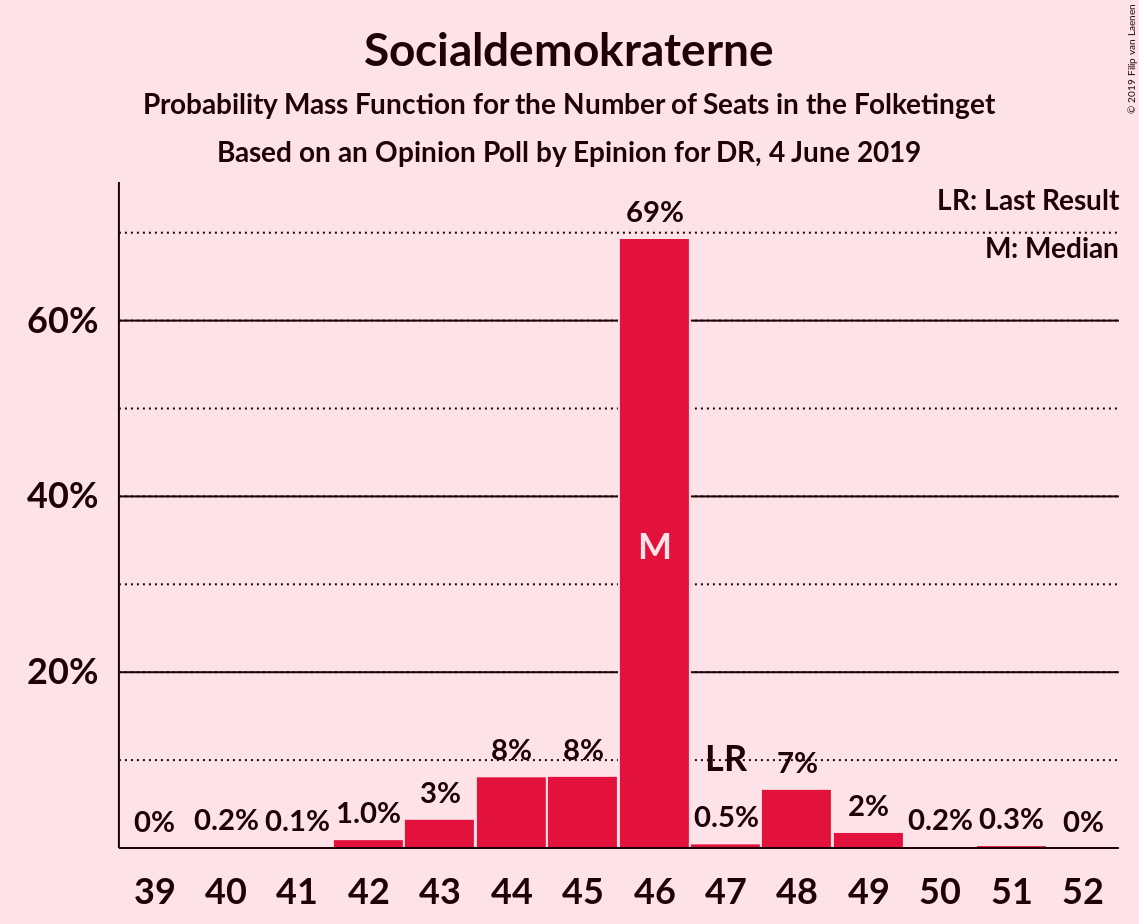 Socialdemokraterne
Probability Mass Function for the Number of Seats in the Folketinget
Based on an Opinion Poll by Epinion for DR, 4 June 2019
© 2019 Filip van Laenen
LR: Last Result
M: Median
60%
40%
20%
0%
0.2%
0.1%
1.0%
3%
8%
8%
69%
M
LR
0.5%
7%
2%
0.2%
0.3%
0%
39 40 41 42 43 44 45 46 47 48 49 50 51 52